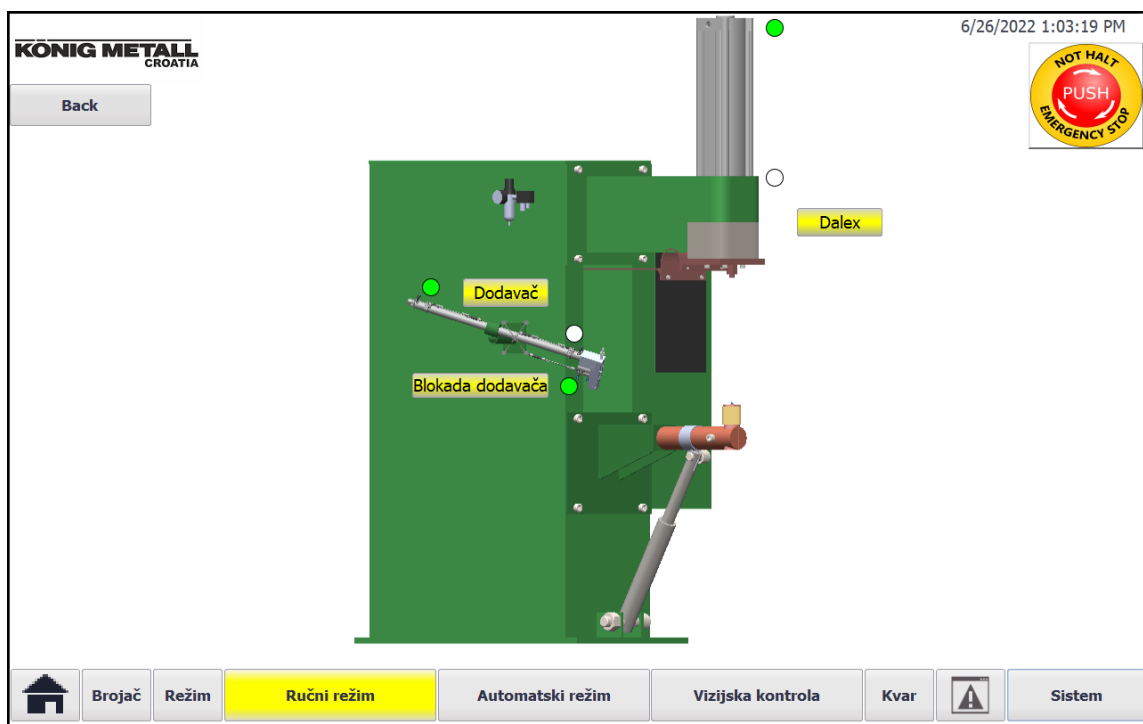 KÖNIG METALL
CROATIA
6/26/2022 1:03:19 PM
NOT HALT
PUSH
EMERGENCY STOP
Back
Dalex
Dodavač
Blokada dodavača
Brojač
Režim
Ručni režim
Automatski režim
Vizijska kontrola
Kvar
Sistem